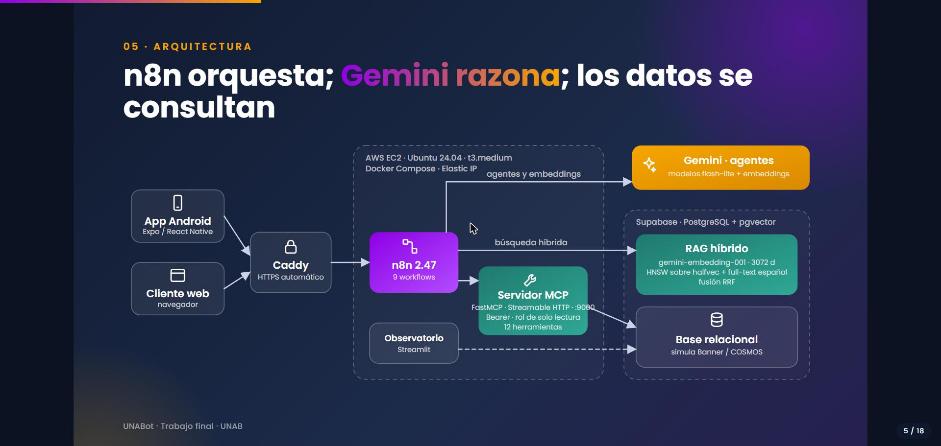 05 · ARQUITECTURA
n8n orquesta; Gemini razona; los datos se
consultan
AWS EC2 · Ubuntu 24.04 · t3.medium
Docker Compose · Elastic IP
agentes y embeddings
Gemini · agentes
modelos flash-lite + embeddings
App Android
Expo / React Native
Cliente web
navegador
Caddy
HTTPS automático
n8n 2.47
9 workflows
búsqueda híbrida
Servidor MCP
FastMCP · Streamable HTTP · :9000
Bearer · rol de solo lectura
12 herramientas
Observatorio
Streamlit
Supabase · PostgreSQL + pgvector
RAG híbrido
gemini-embedding-001 · 3072 d
HNSW sobre halfvec + full-text español
fusión RRF
Base relacional
simula Banner / COSMOS
UNABot · Trabajo final · UNAB
5 / 18